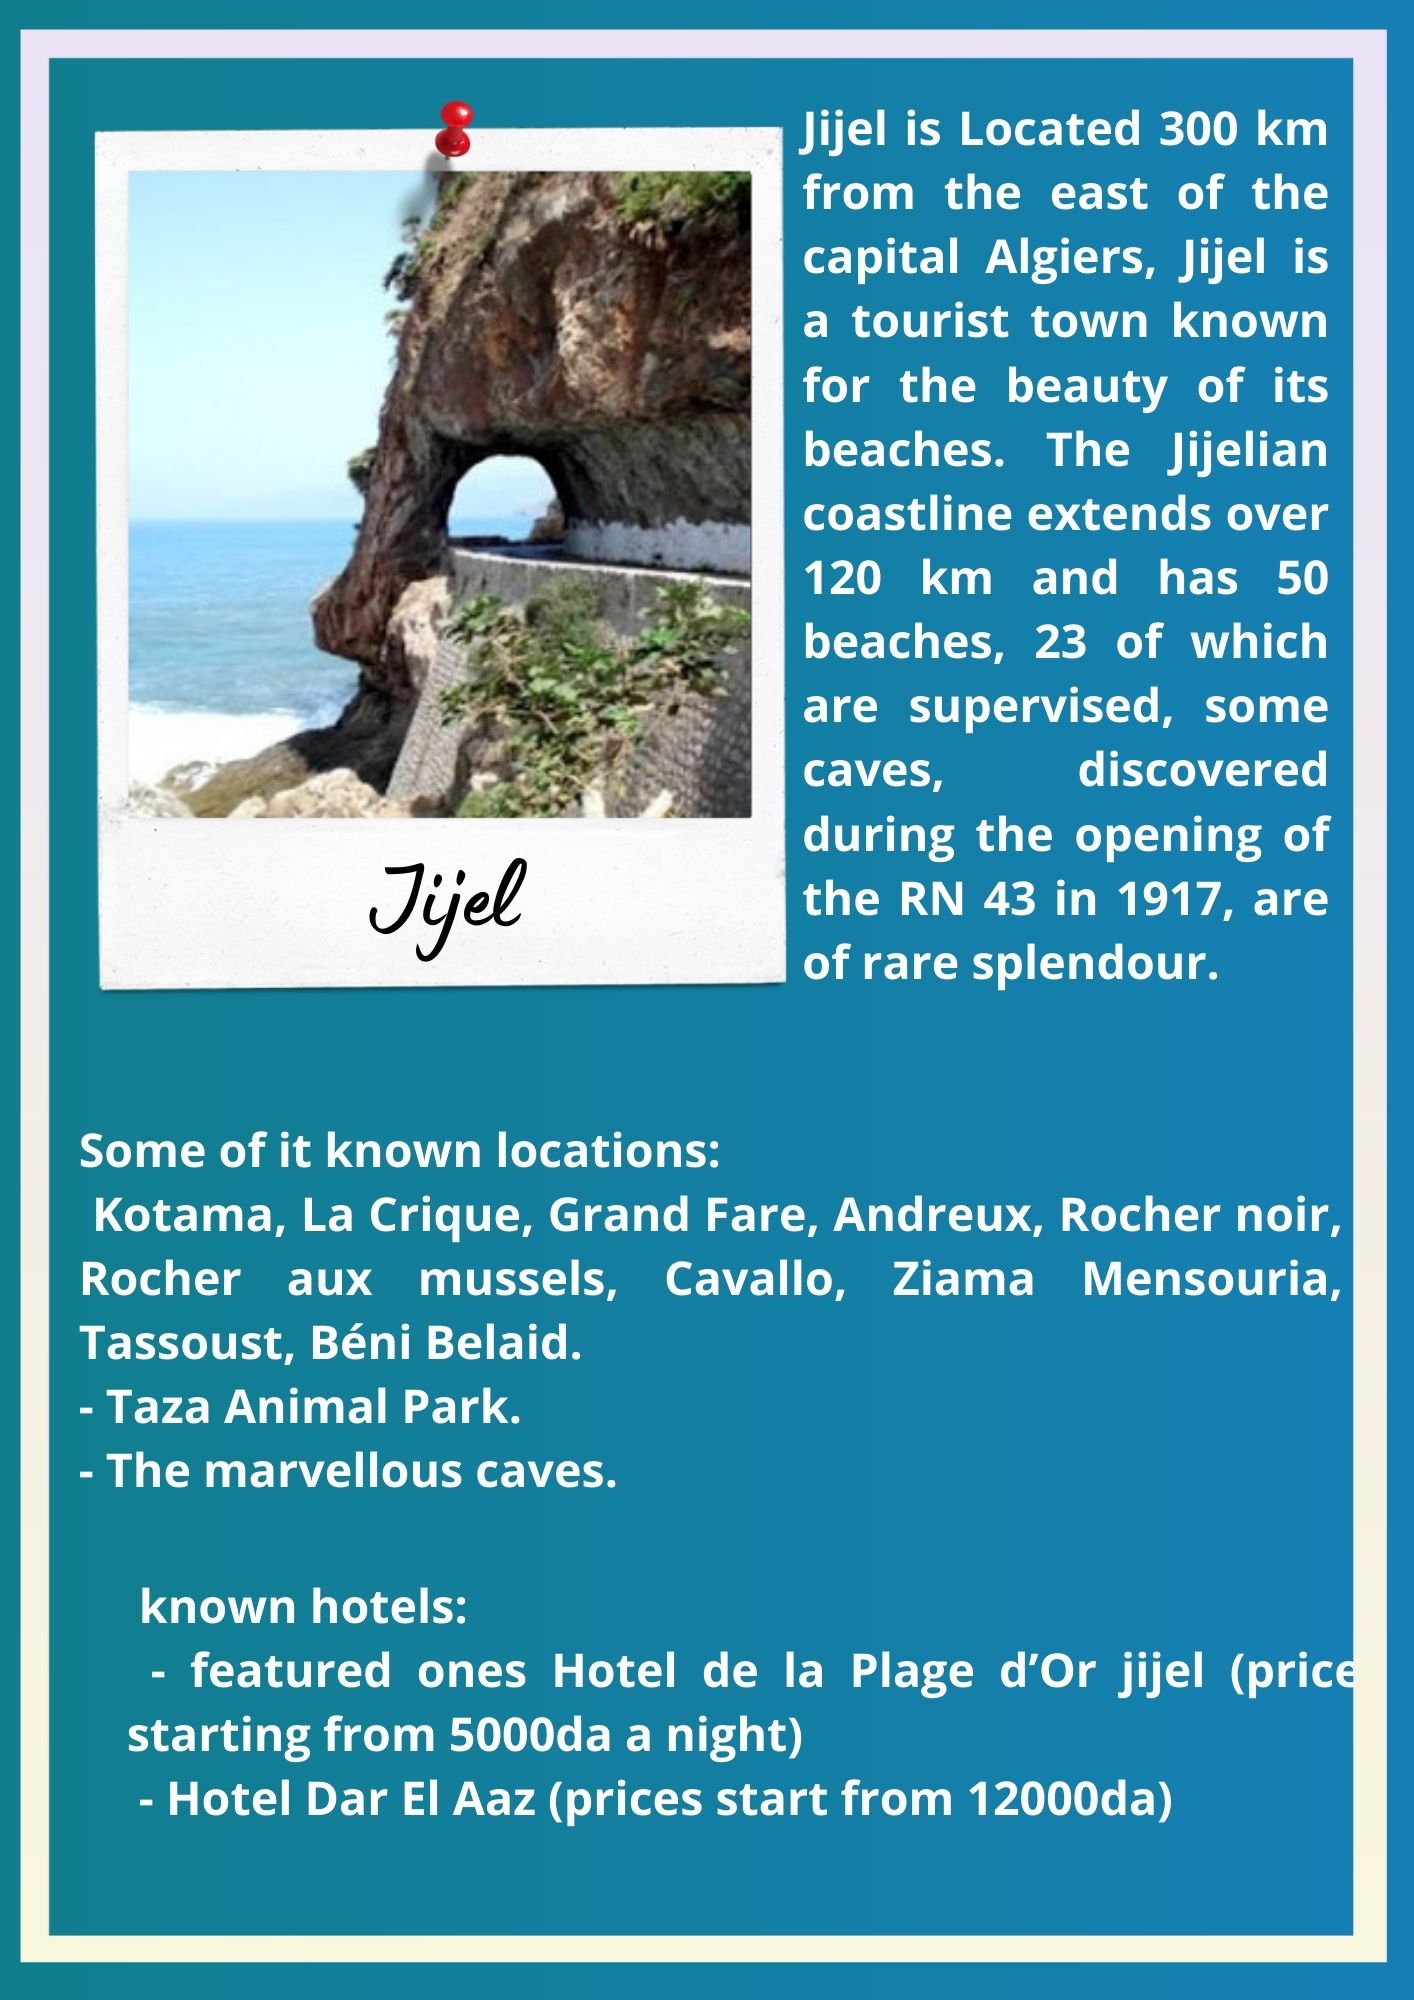 Jijel
Jijel is Located 300 km
from the east of the
capital Algiers, Jijel is
a tourist town known
for the beauty of its
beaches. The Jijelian
coastline extends over
120 km and has 50
beaches, 23 of which
are supervised, some
caves, discovered
during the opening of
the RN 43 in 1917, are
of rare splendour.
Some of it known locations:
Kotama, La Crique, Grand Fare, Andreux, Rocher noir,
Rocher aux mussels, Cavallo, Ziama Mensouria,
Tassoust, Béni Belaid.
- Taza Animal Park.
- The marvellous caves.
known hotels:
- featured ones Hotel de la Plage d’Or jijel (price
starting from 5000da a night)
- Hotel Dar El Aaz (prices start from 12000da)